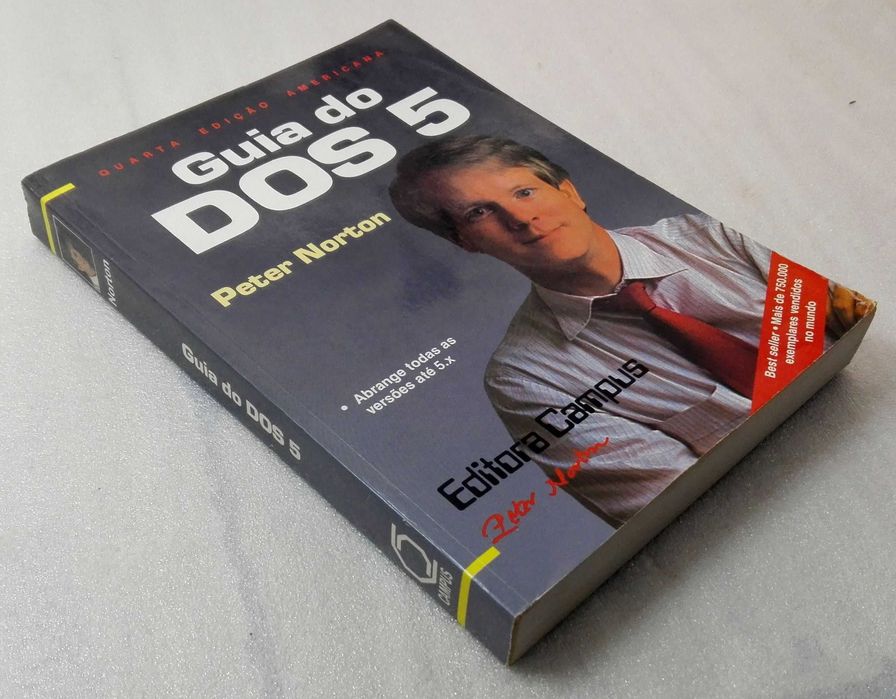 QUARTA EDIÇÃO AMERICANA
Guia do
DOS 5
Peter Norton
• Abrange todas as
versões até 5.x
Best seller • Mais de 750.000
exemplares vendidos
no mundo
Editora Campus
Peter Norton
Norton
Guia do DOS 5
CAMPUS